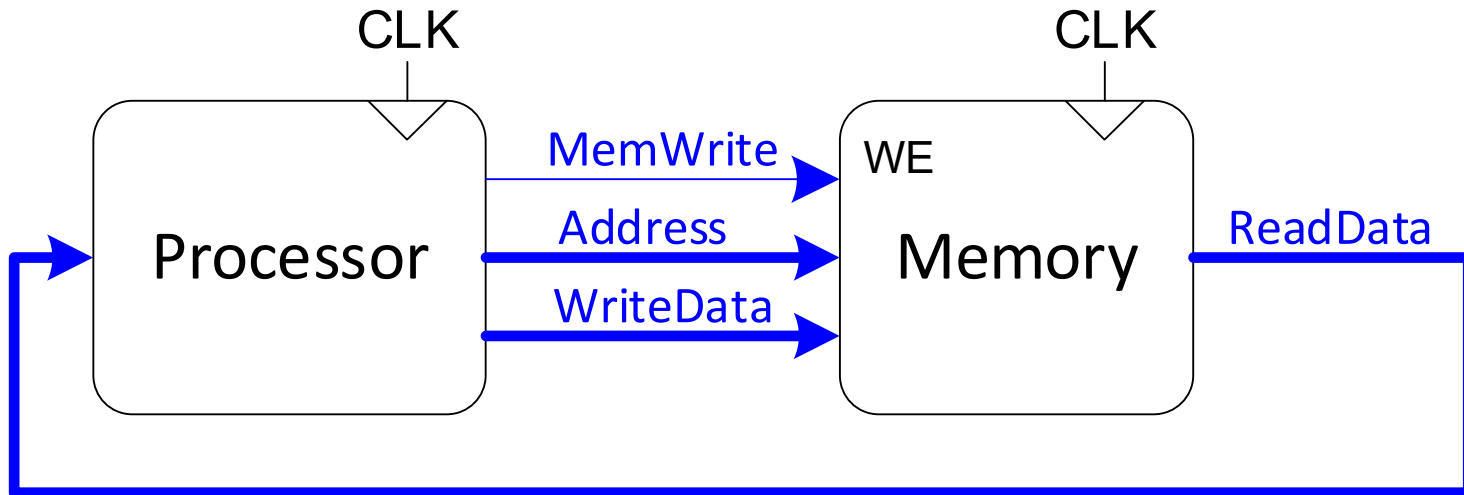 CLK
CLK
MemWrite
WE
Address
ReadData
Processor
Memory
WriteData